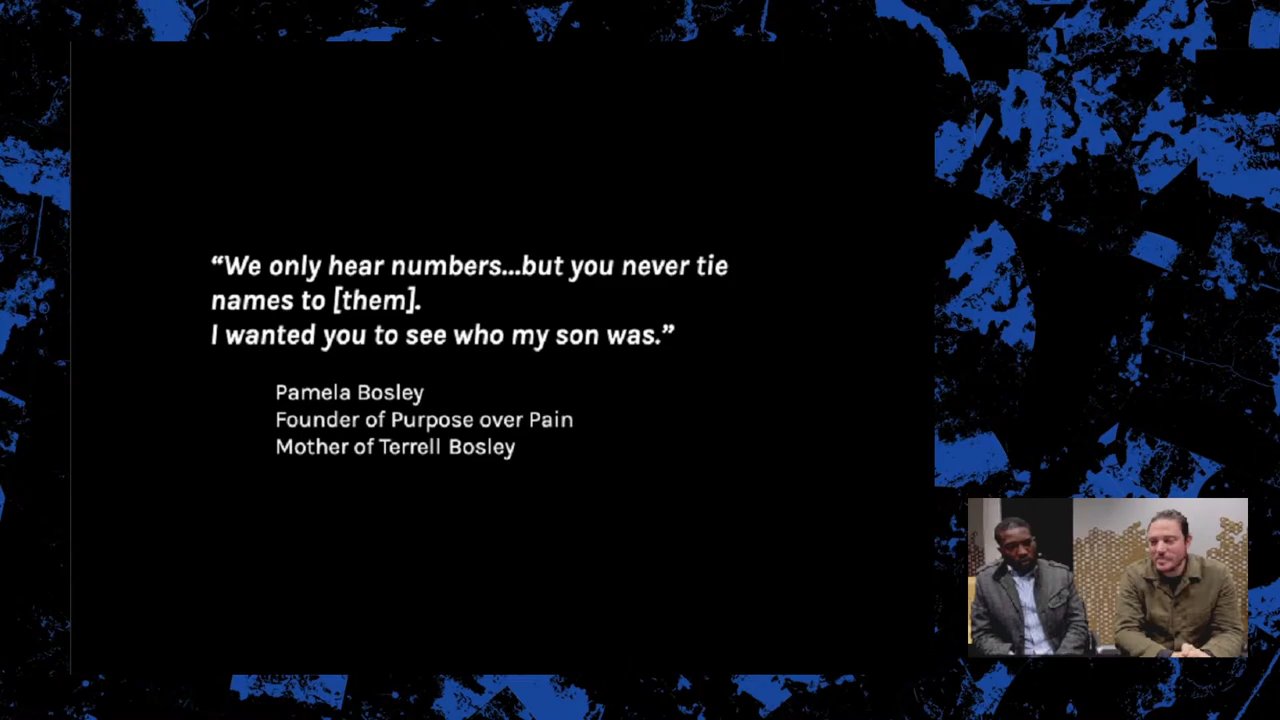 “We only hear numbers...but you never tie
names to [them].
I wanted you to see who my son was.”
Pamela Bosley
Founder of Purpose over Pain
Mother of Terrell Bosley